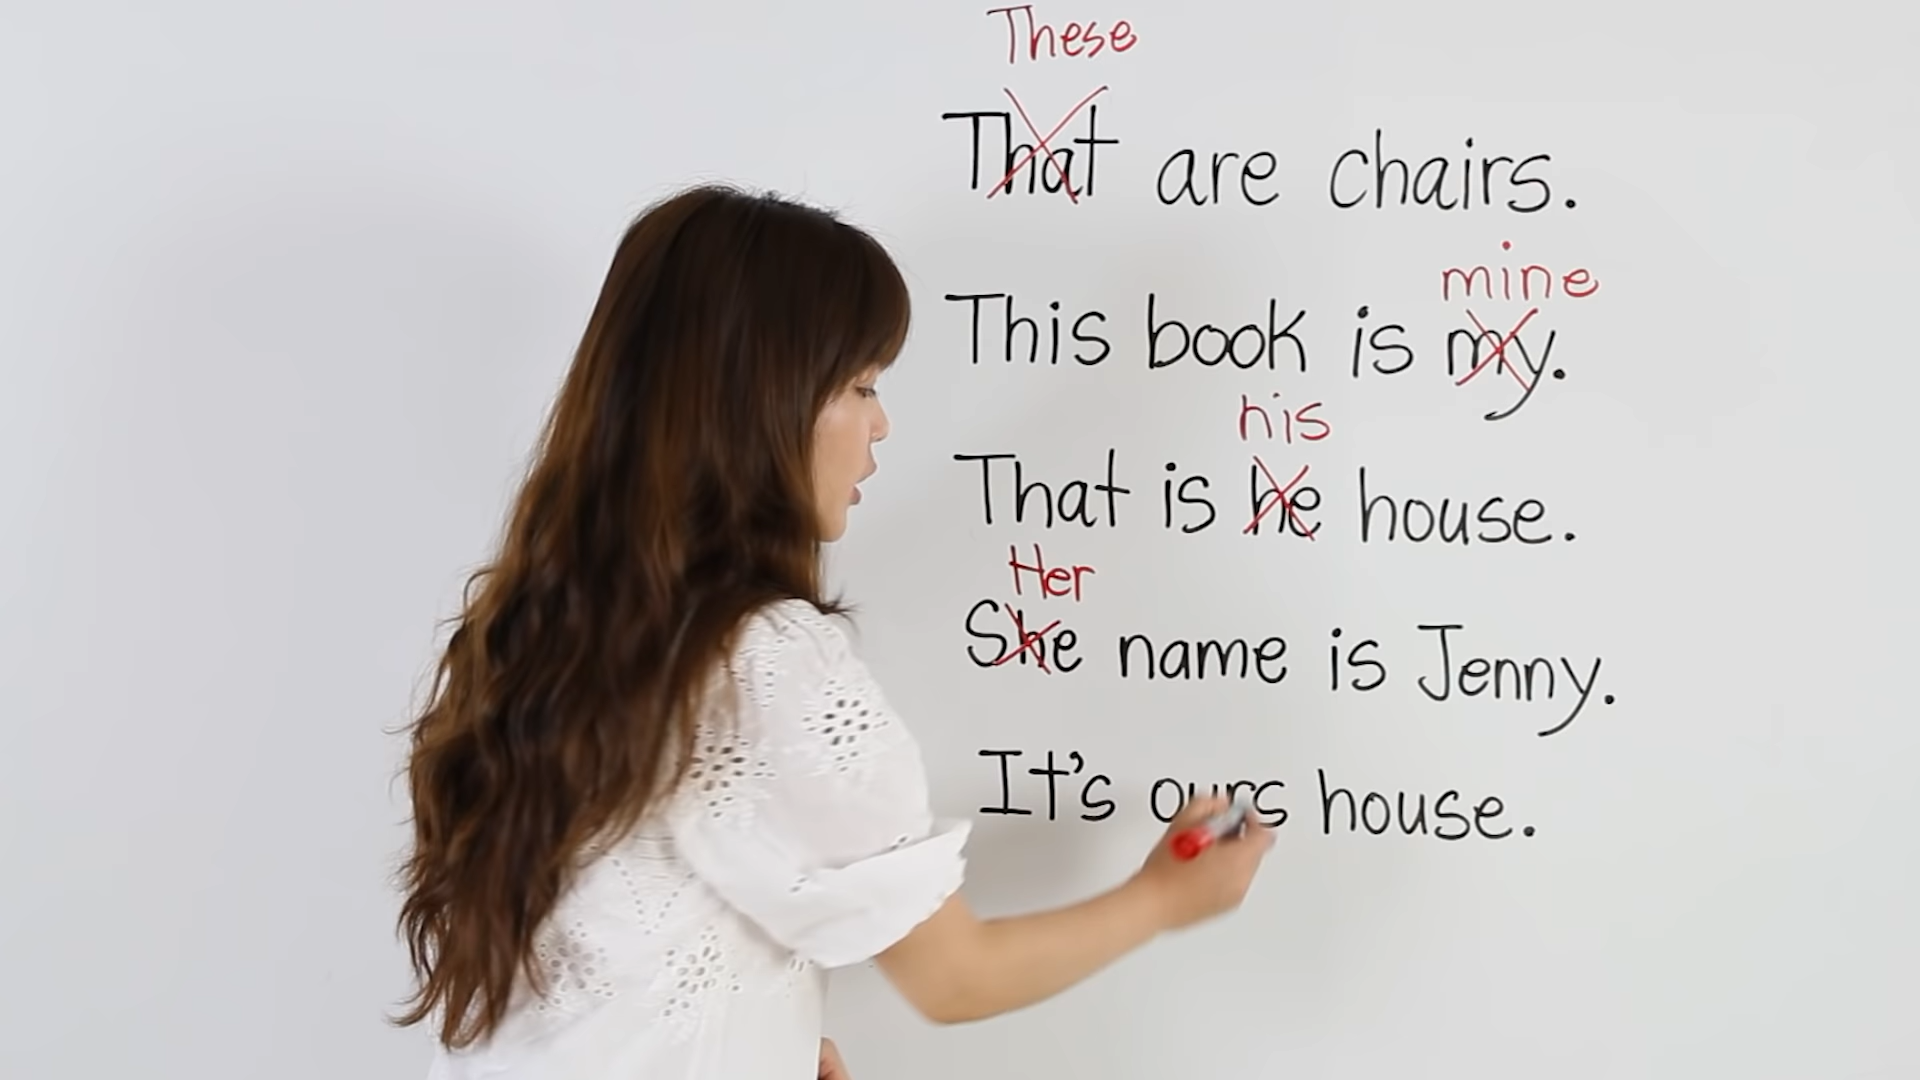 These
That are chairs.
mine
This book is my.
his
That is he house.
Her
She name is Jenny.
It's ours house.